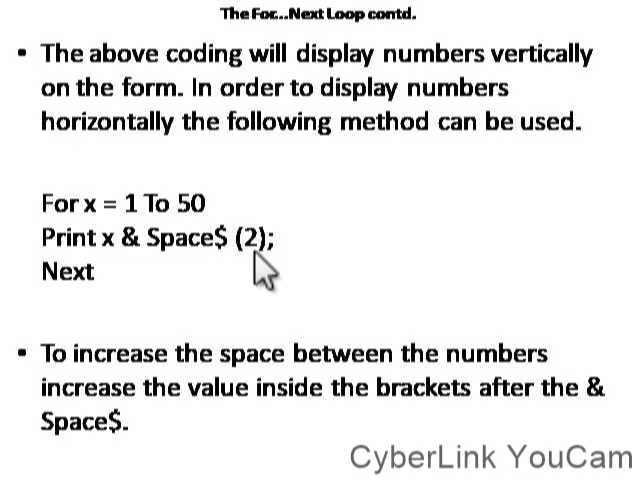 The For...Next Loop contd.
• The above coding will display numbers vertically
on the form. In order to display numbers
horizontally the following method can be used.
For x = 1 To 50
Print x & Space$ (2);
Next
• To increase the space between the numbers
increase the value inside the brackets after the &
Space$.
CyberLink YouCam